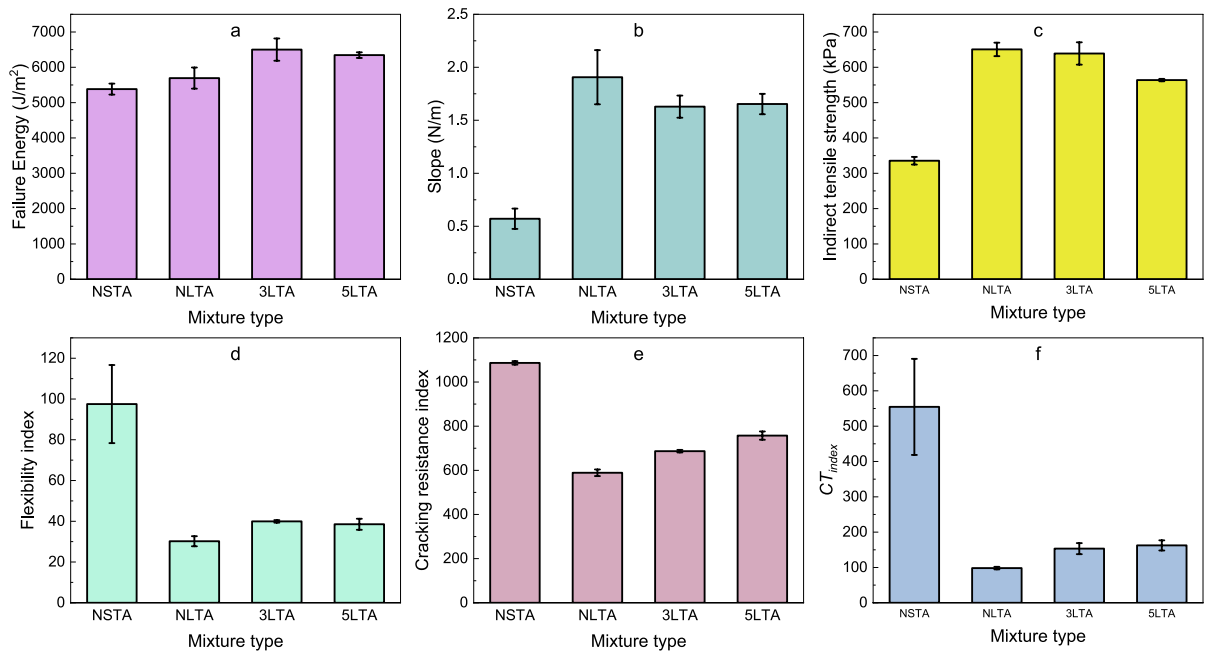 a
Failure Energy (J/m²)
7000
6000
5000
4000
3000
2000
1000
0
NSTA NLTA 3LTA 5LTA
Mixture type
b
Slope (N/m)
2.5
2.0
1.5
1.0
0.5
0.0
NSTA NLTA 3LTA 5LTA
Mixture type
c
Indirect tensile strength (kPa)
700
600
500
400
300
200
100
0
NSTA NLTA 3LTA 5LTA
Mixture type
d
Flexibility index
120
100
80
60
40
20
0
NSTA NLTA 3LTA 5LTA
Mixture type
e
Cracking resistance index
1200
1000
800
600
400
200
0
NSTA NLTA 3LTA 5LTA
Mixture type
f
CT index
700
600
500
400
300
200
100
0
NSTA NLTA 3LTA 5LTA
Mixture type